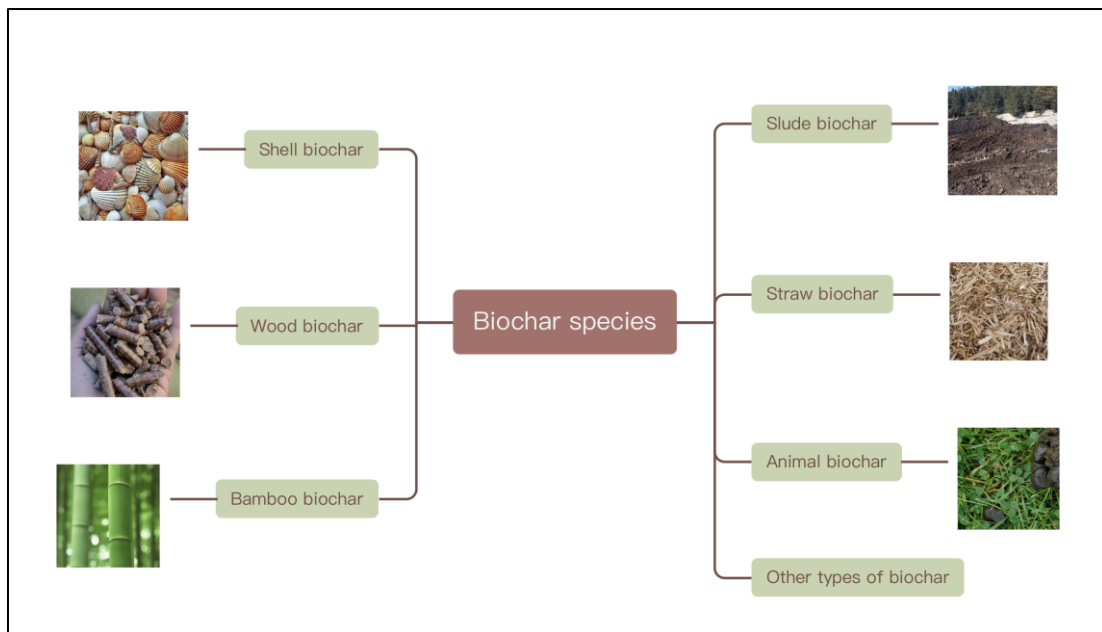 Shell biochar
Wood biochar
Bamboo biochar
Biochar species
Slude biochar
Straw biochar
Animal biochar
Other types of biochar